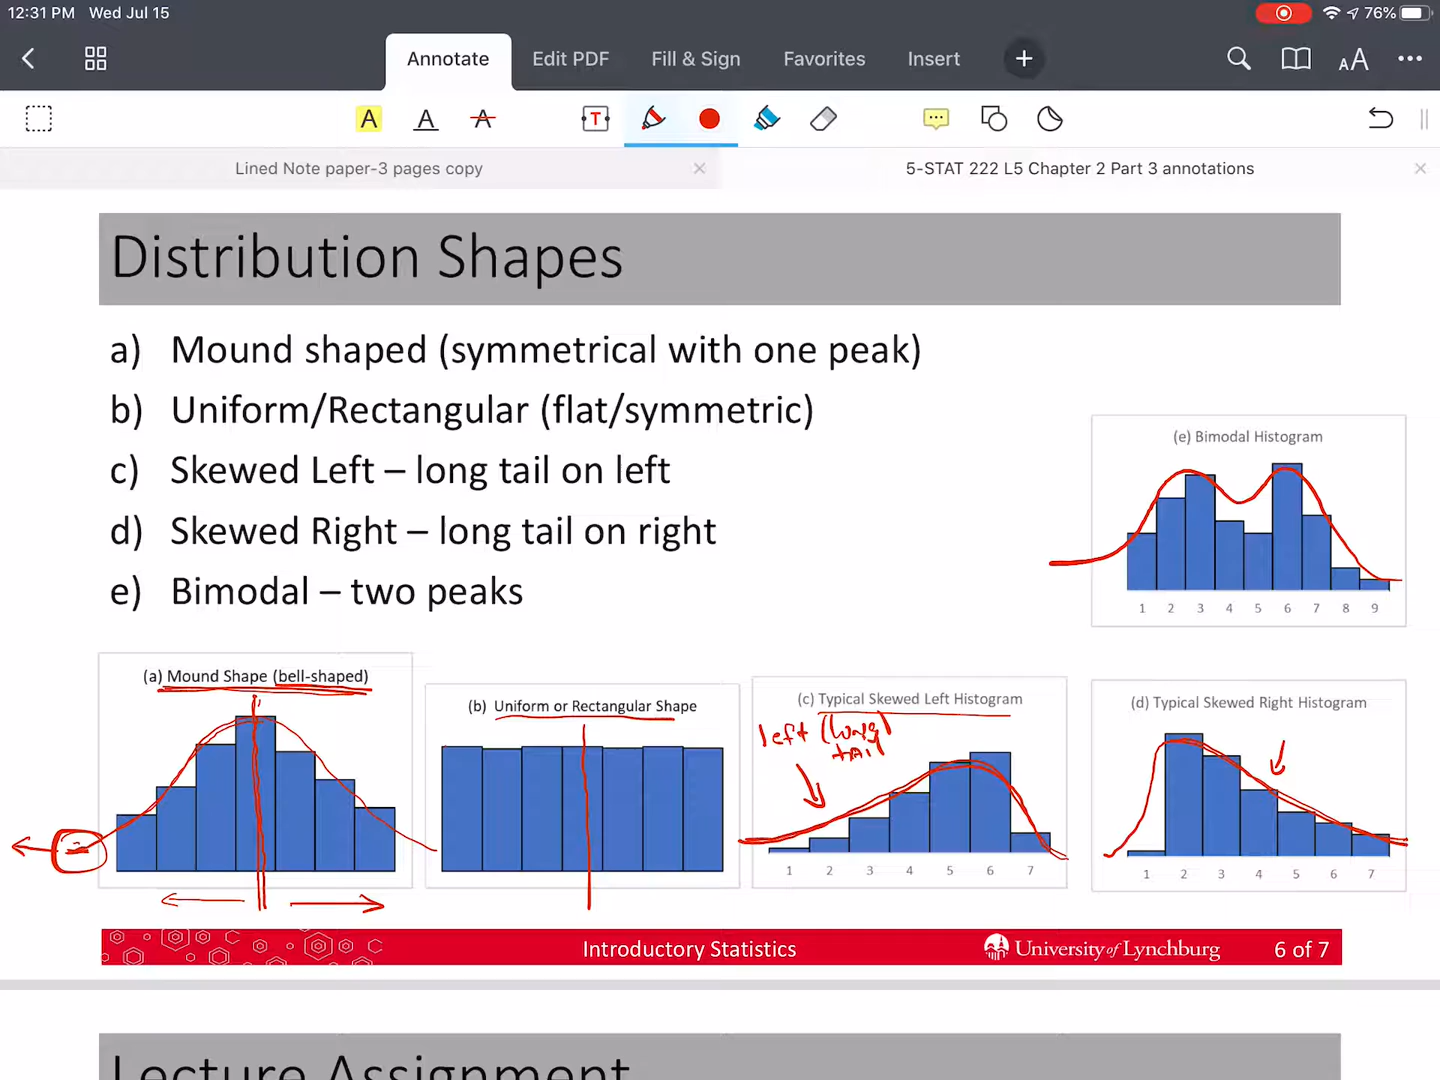 12:31 PM Wed Jul 15
76%
Annotate Edit PDF Fill & Sign Favorites Insert
AA
A A A T
Lined Note paper-3 pages copy
5-STAT 222 L5 Chapter 2 Part 3 annotations
Distribution Shapes
a) Mound shaped (symmetrical with one peak)
b) Uniform/Rectangular (flat/symmetric)
c) Skewed Left – long tail on left
d) Skewed Right – long tail on right
e) Bimodal – two peaks
(e) Bimodal Histogram
1 2 3 4 5 6 7 8 9
(a) Mound Shape (bell-shaped)
(b) Uniform or Rectangular Shape
(c) Typical Skewed Left Histogram
left (long
tail
1 2 3 4 5 6 7
(d) Typical Skewed Right Histogram
1 2 3 4 5 6 7
Introductory Statistics
University of Lynchburg
6 of 7
Lecture Assignment